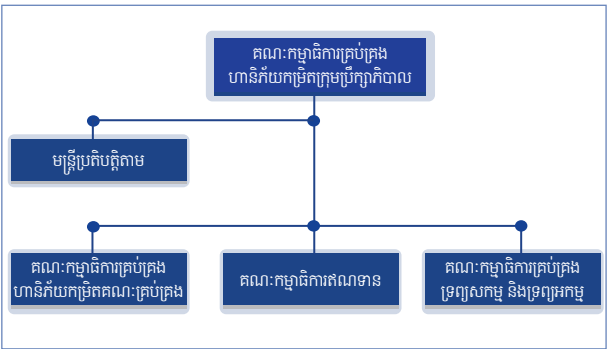 គណៈកម្មាធិការគ្រប់គ្រង
ហានិភ័យកម្រិតក្រុមប្រឹក្សាភិបាល
មន្ត្រីប្រតិបត្តិតាម
គណៈកម្មាធិការគ្រប់គ្រង
ហានិភ័យកម្រិតគណៈគ្រប់គ្រង
គណៈកម្មាធិការឥណទាន
គណៈកម្មាធិការគ្រប់គ្រង
ទ្រព្យសកម្ម និងទ្រព្យអកម្ម